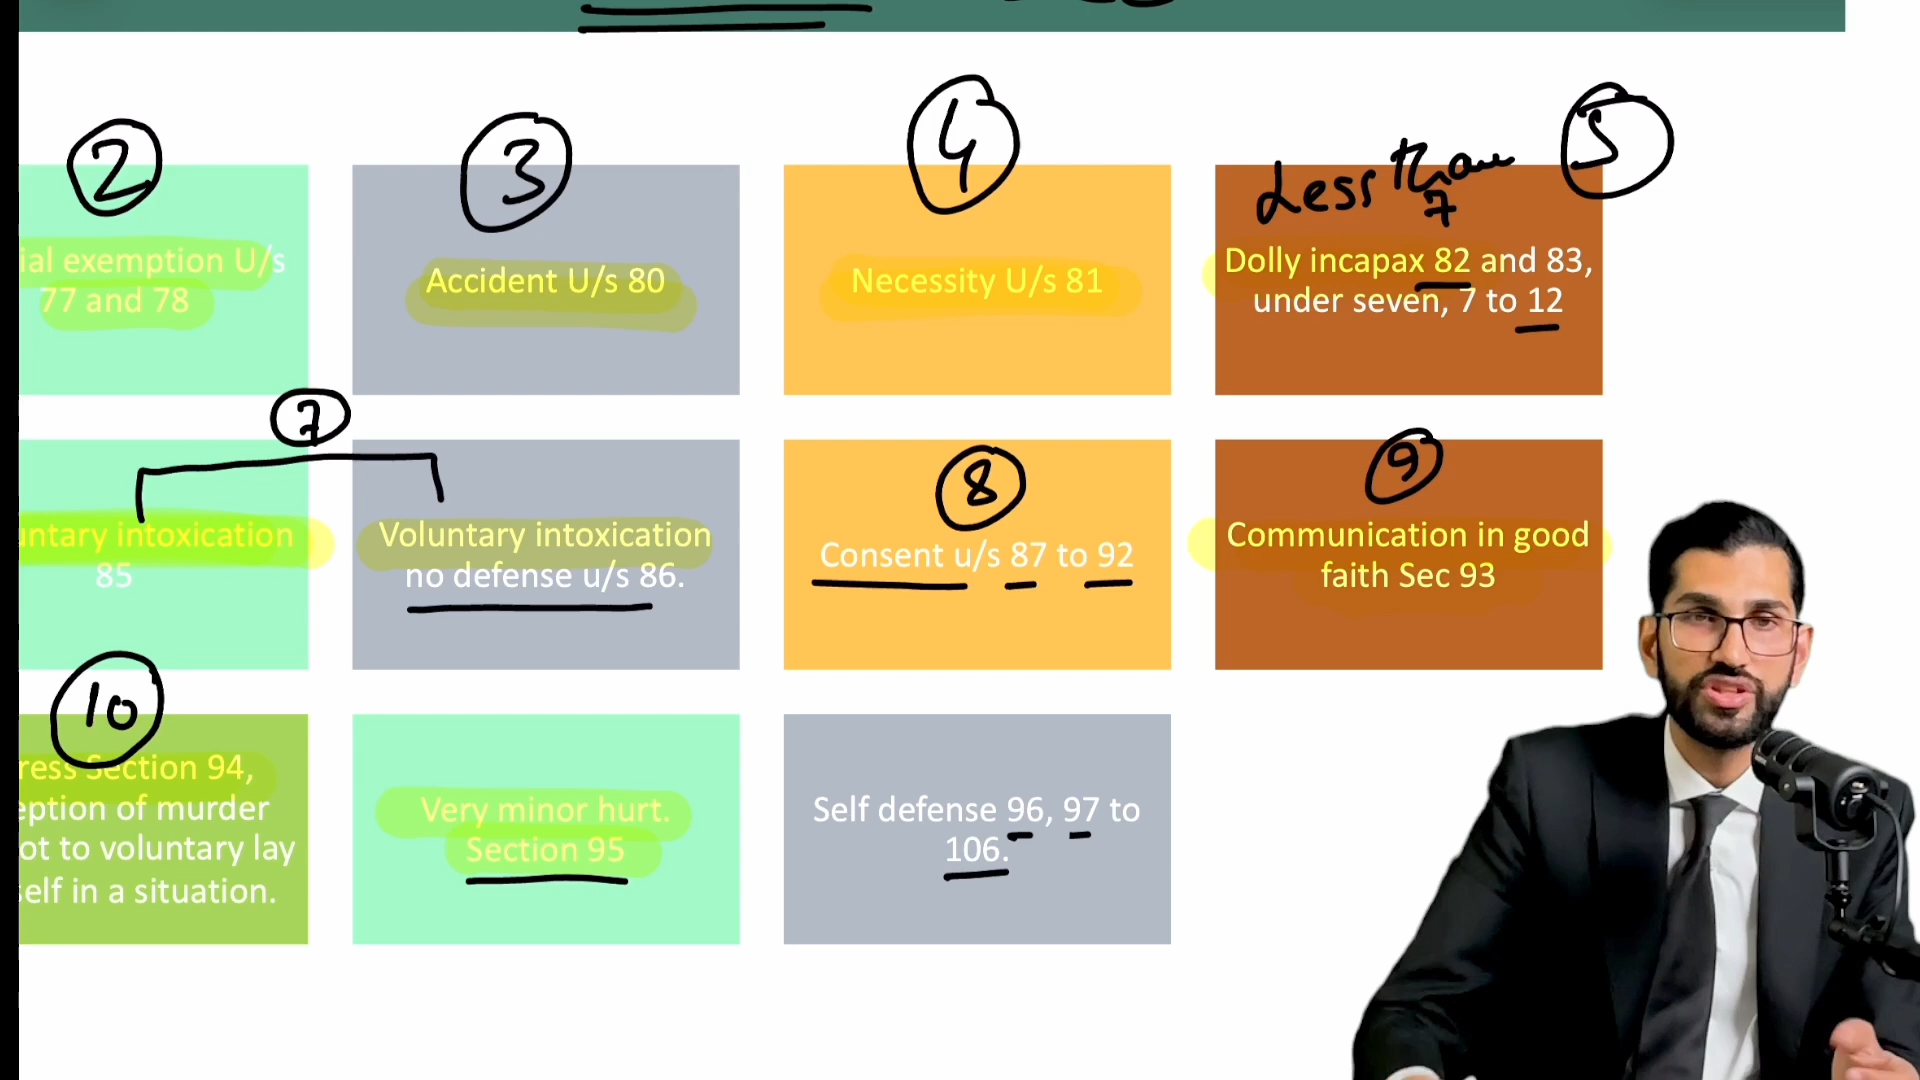 2
3
4
5
Less than
7
ial exemption U/s
77 and 78
Accident U/s 80
Necessity U/s 81
Dolly incapax 82 and 83,
under seven, 7 to 12
7
8
9
untary intoxication
85
Voluntary intoxication
no defense u/s 86.
Consent u/s 87 to 92
Communication in good
faith Sec 93
10
ress Section 94,
eption of murder
ot to voluntary lay
self in a situation.
Very minor hurt.
Section 95
Self defense 96, 97 to
106.